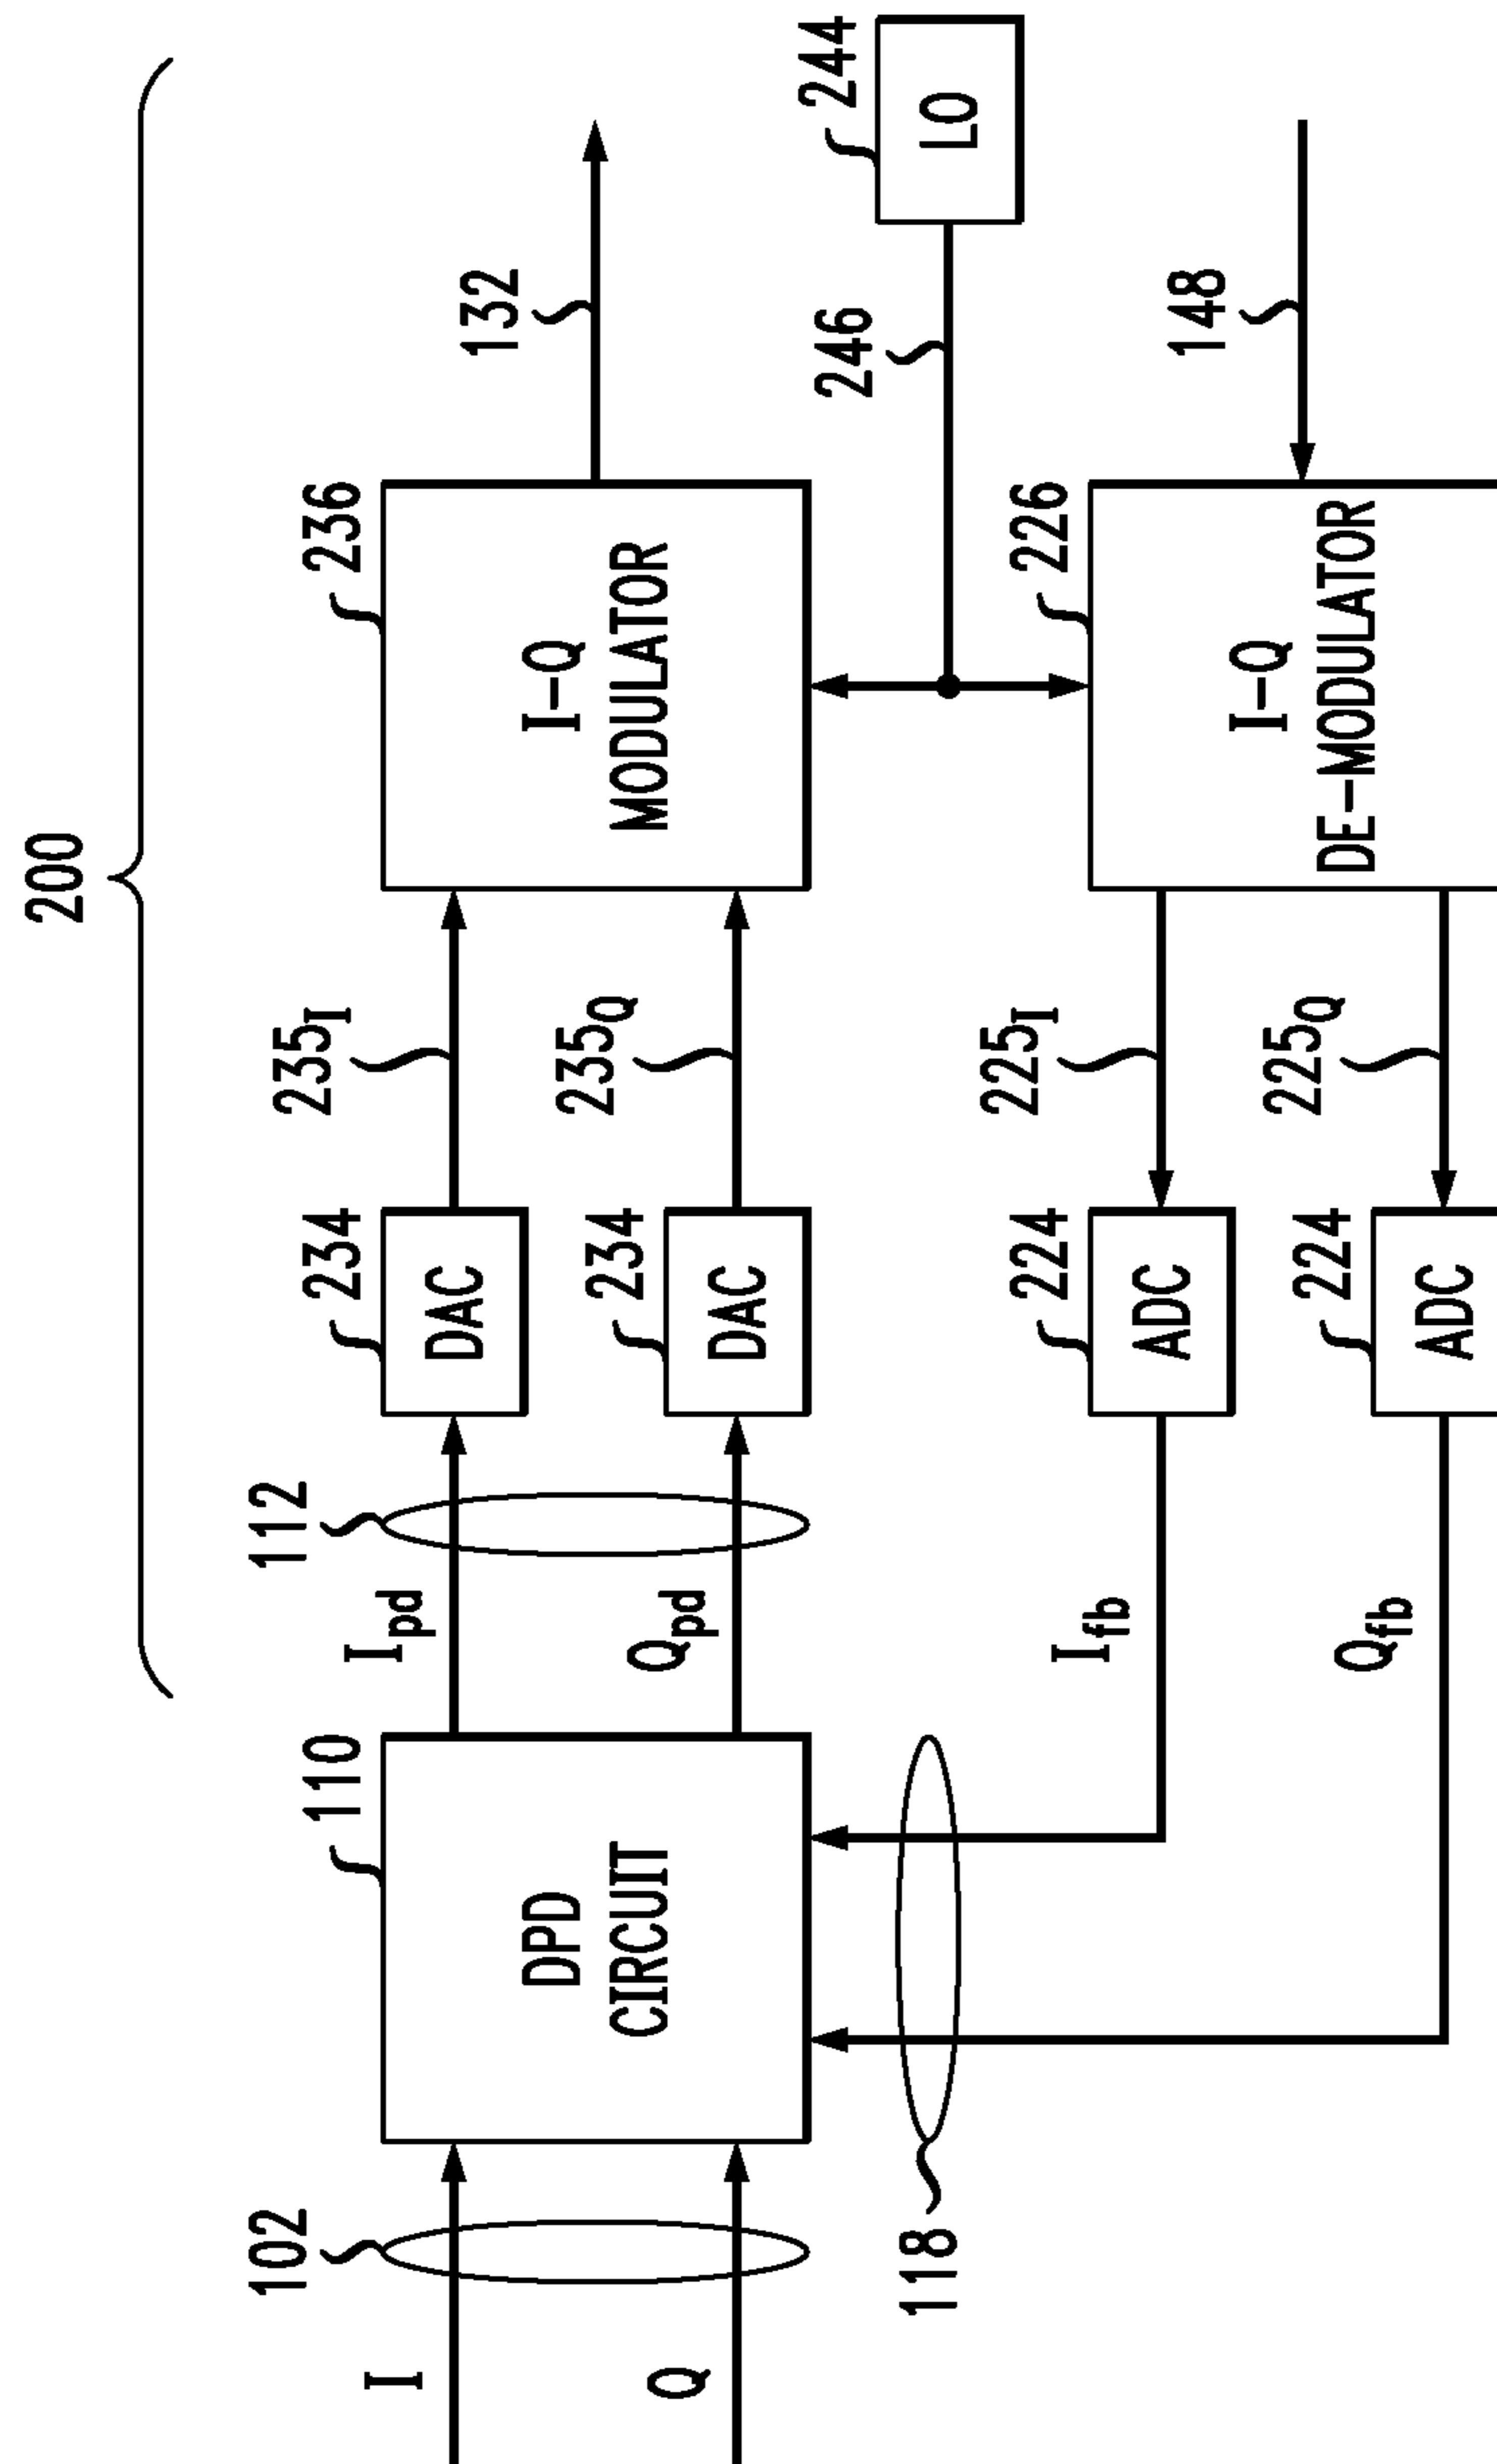 200
102
I
Q
110
DPD
CIRCUIT
118
112
Ipd
Qpd
234
DAC
234
DAC
235I
235Q
236
I-Q
MODULATOR
132
246
244
LO
Ifb
Qfb
224
ADC
224
ADC
225I
225Q
226
I-Q
DE-MODULATOR
148